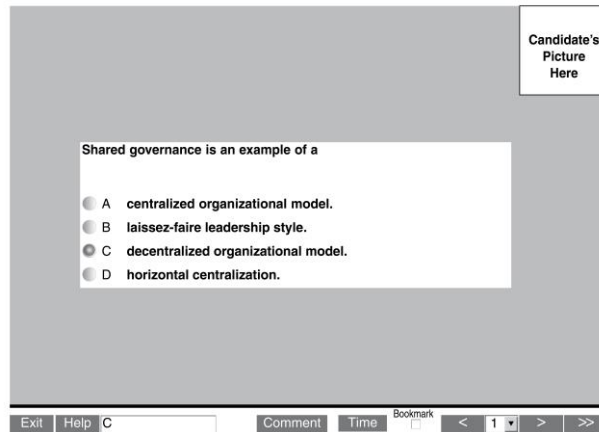 Candidate's
Picture
Here
Shared governance is an example of a
A centralized organizational model.
B laissez-faire leadership style.
C decentralized organizational model.
D horizontal centralization.
Bookmark
Exit Help C Comment Time < 1 > >>